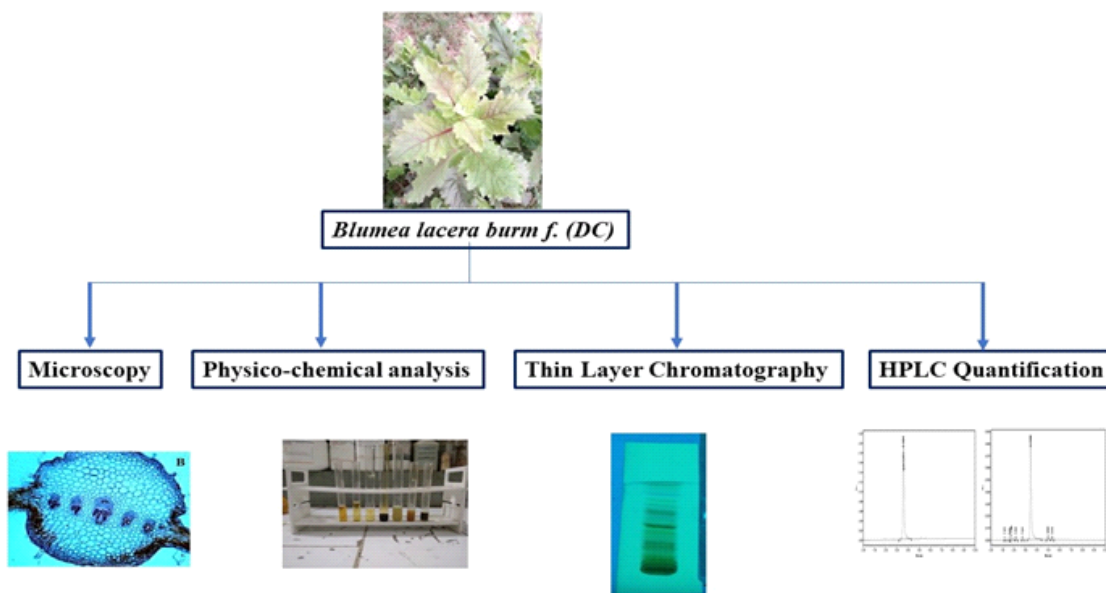 Blumea lacera burm f. (DC)
Microscopy
Physico-chemical analysis
Thin Layer Chromatography
HPLC Quantification
B